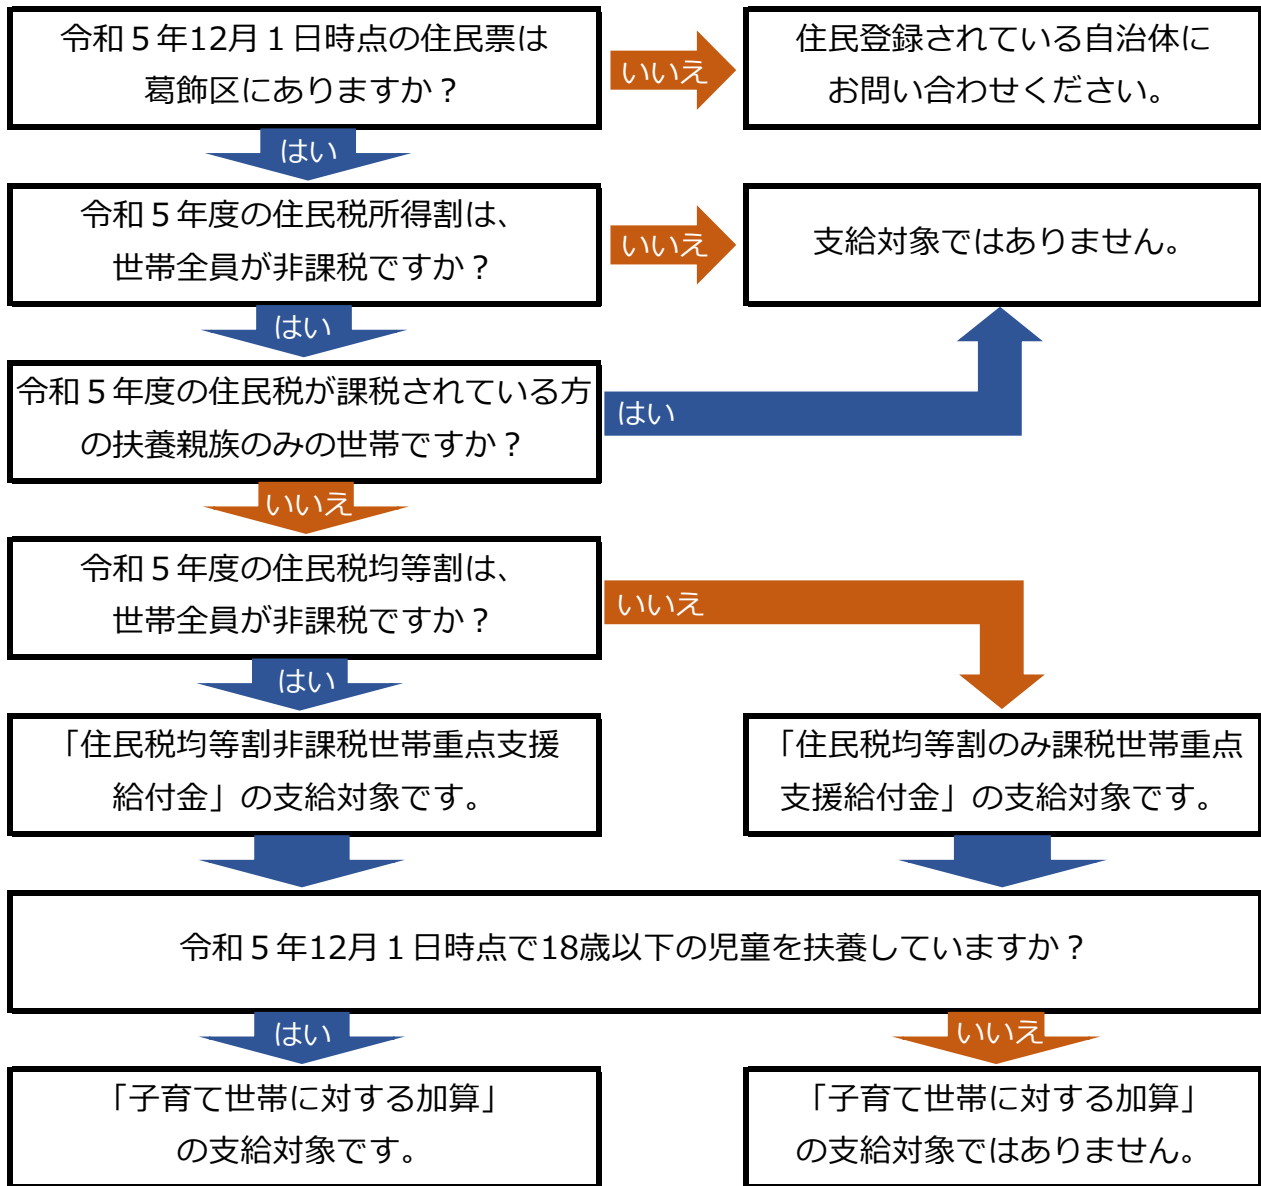 令和５年12月１日時点の住民票は
葛飾区にありますか？
いいえ
住民登録されている自治体に
お問い合わせください。
はい
令和５年度の住民税所得割は、
世帯全員が非課税ですか？
いいえ
支給対象ではありません。
はい
令和５年度の住民税が課税されている方
の扶養親族のみの世帯ですか？
はい
いいえ
令和５年度の住民税均等割は、
世帯全員が非課税ですか？
いいえ
はい
「住民税均等割非課税世帯重点支援
給付金」の支給対象です。
「住民税均等割のみ課税世帯重点
支援給付金」の支給対象です。
令和５年12月１日時点で18歳以下の児童を扶養していますか？
はい
いいえ
「子育て世帯に対する加算」
の支給対象です。
「子育て世帯に対する加算」
の支給対象ではありません。